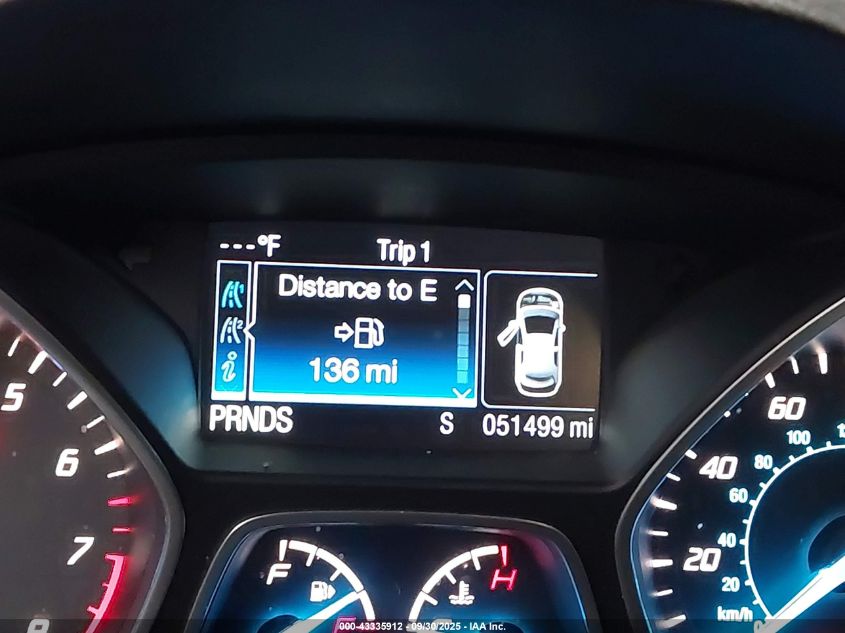 ---°F Trip 1
Distance to E
136 mi
PRNDS S 051499 mi
5
6
7
8
F
H
E
60
40
20
100
80
60
40
20
km/h
000-43335912 - 09/30/2025 - IAA Inc.